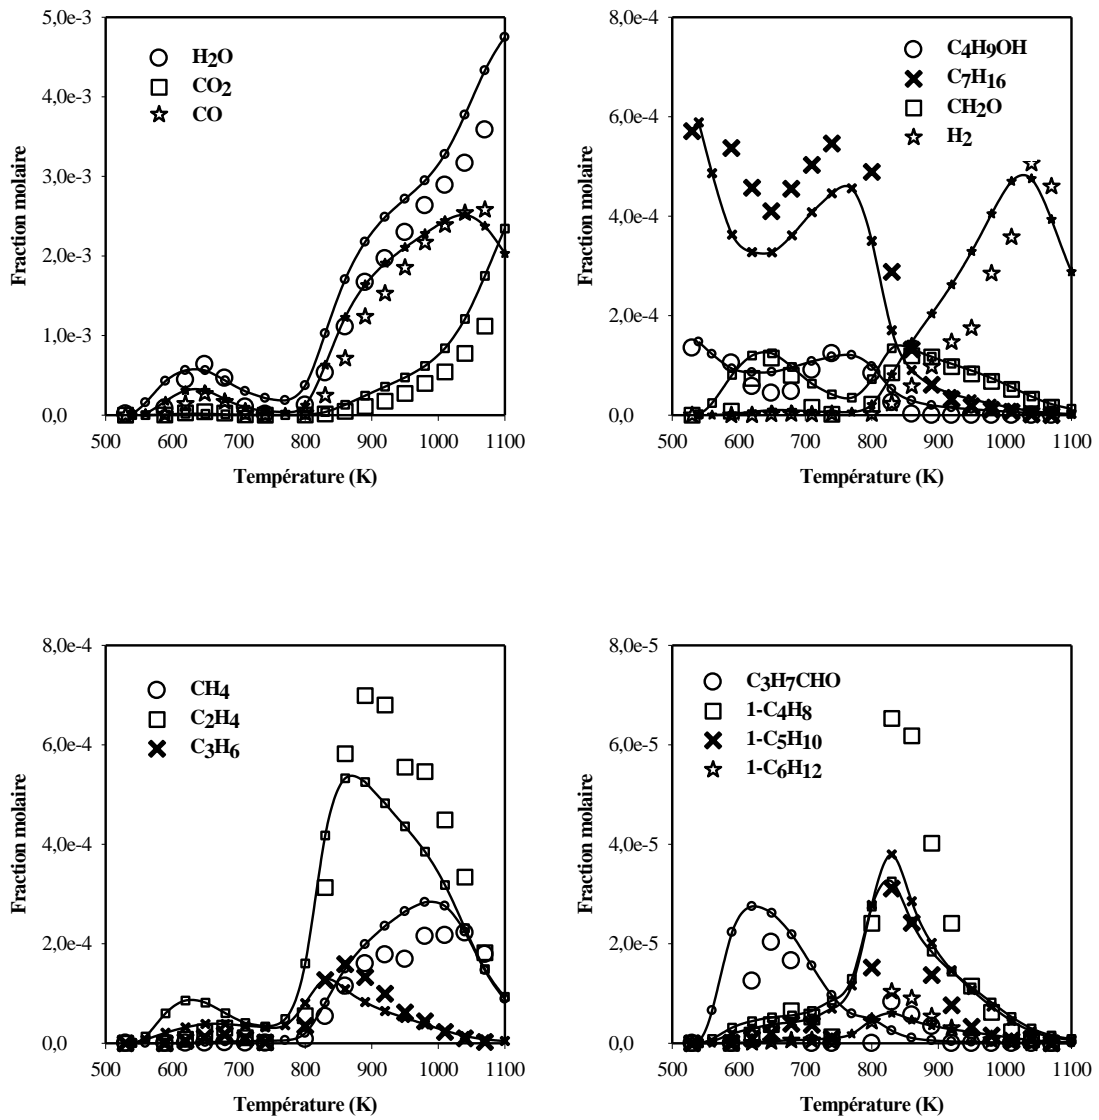 5,0e-3
4,0e-3
3,0e-3
2,0e-3
1,0e-3
0,0
Fraction molaire
H2O
CO2
CO
500 600 700 800 900 1000 1100
Température (K)
8,0e-4
6,0e-4
4,0e-4
2,0e-4
0,0
Fraction molaire
C4H9OH
C7H16
CH2O
H2
500 600 700 800 900 1000 1100
Température (K)
8,0e-4
6,0e-4
4,0e-4
2,0e-4
0,0
Fraction molaire
CH4
C2H4
C3H6
500 600 700 800 900 1000 1100
Température (K)
8,0e-5
6,0e-5
4,0e-5
2,0e-5
0,0
Fraction molaire
C3H7CHO
1-C4H8
1-C5H10
1-C6H12
500 600 700 800 900 1000 1100
Température (K)